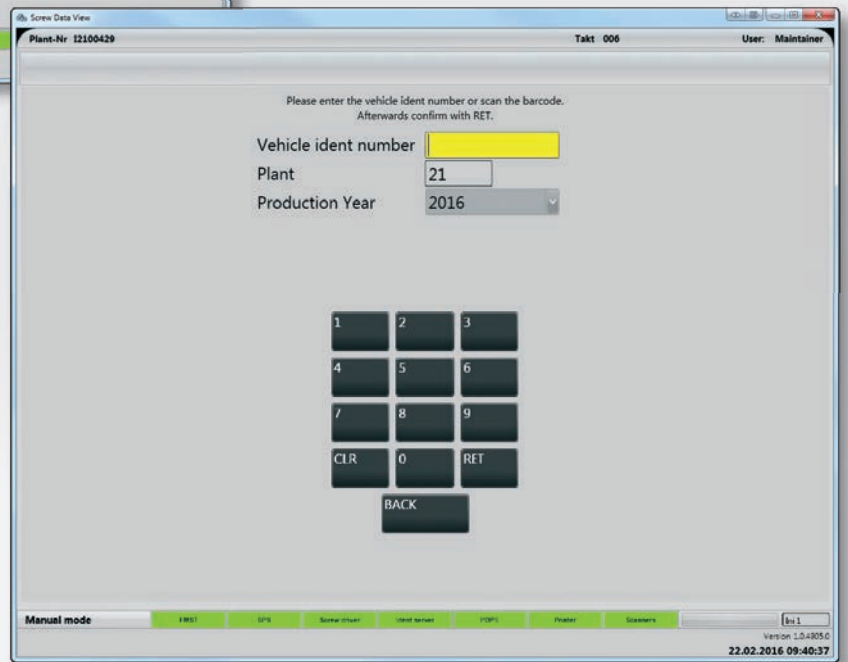 Screw Data View
Plant-Nr I2100429 Takt 006 User: Maintainer
Please enter the vehicle ident number or scan the barcode.
Afterwards confirm with RET.
Vehicle ident number
Plant 21
Production Year 2016
1 2 3
4 5 6
7 8 9
CLR 0 RET
BACK
Manual mode SPS Screw driver Ident server Printer Scanners Ini 1
Version 1.0.4905.0
22.02.2016 09:40:37